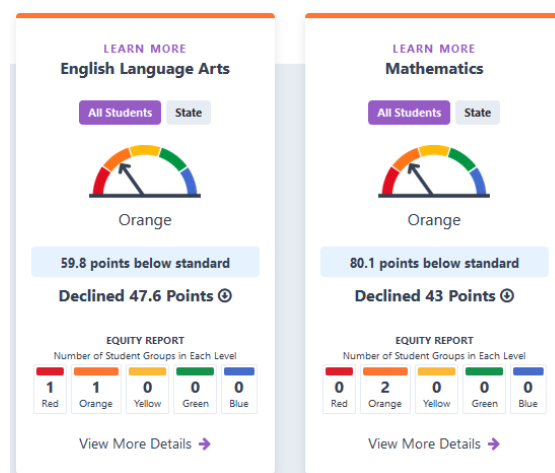 LEARN MORE
English Language Arts
All Students State
Orange
59.8 points below standard
Declined 47.6 Points
EQUITY REPORT
Number of Student Groups in Each Level
1 1 0 0 0
Red Orange Yellow Green Blue
View More Details
LEARN MORE
Mathematics
All Students State
Orange
80.1 points below standard
Declined 43 Points
EQUITY REPORT
Number of Student Groups in Each Level
0 2 0 0 0
Red Orange Yellow Green Blue
View More Details